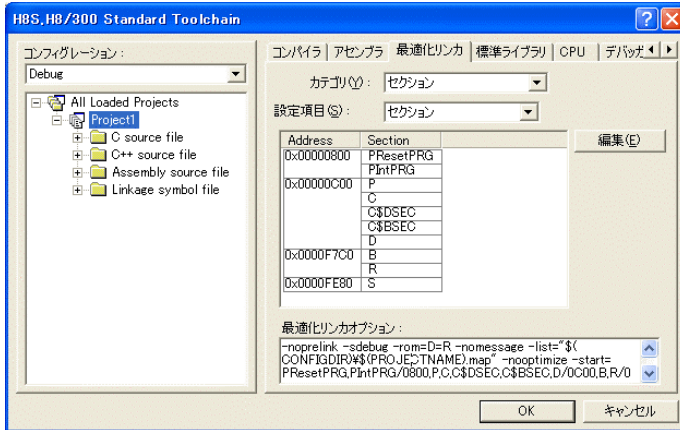 H8S,H8/300 Standard Toolchain
コンフィグレーション :
Debug
All Loaded Projects
Project1
C source file
C++ source file
Assembly source file
Linkage symbol file
コンパイラ アセンブラ 最適化リンカ 標準ライブラリ CPU デバッガ
カテゴリ(Y) : セクション
設定項目(S) : セクション
Address Section
0x00000800 PResetPRG
PIntPRG
0x00000C00 P
C
C$DSEC
C$BSEC
D
0x0000F7C0 B
R
0x0000FE80 S
編集(E)
最適化リンカオプション :
-noprelink -sdebug -rom=D=R -nomessage -list="$(
CONFIGDIR)¥$(PROJECTNAME).map" -nooptimize -start=
PResetPRG,PIntPRG/0800,P,C,C$DSEC,C$BSEC,D/0C00,B,R/0
OK キャンセル